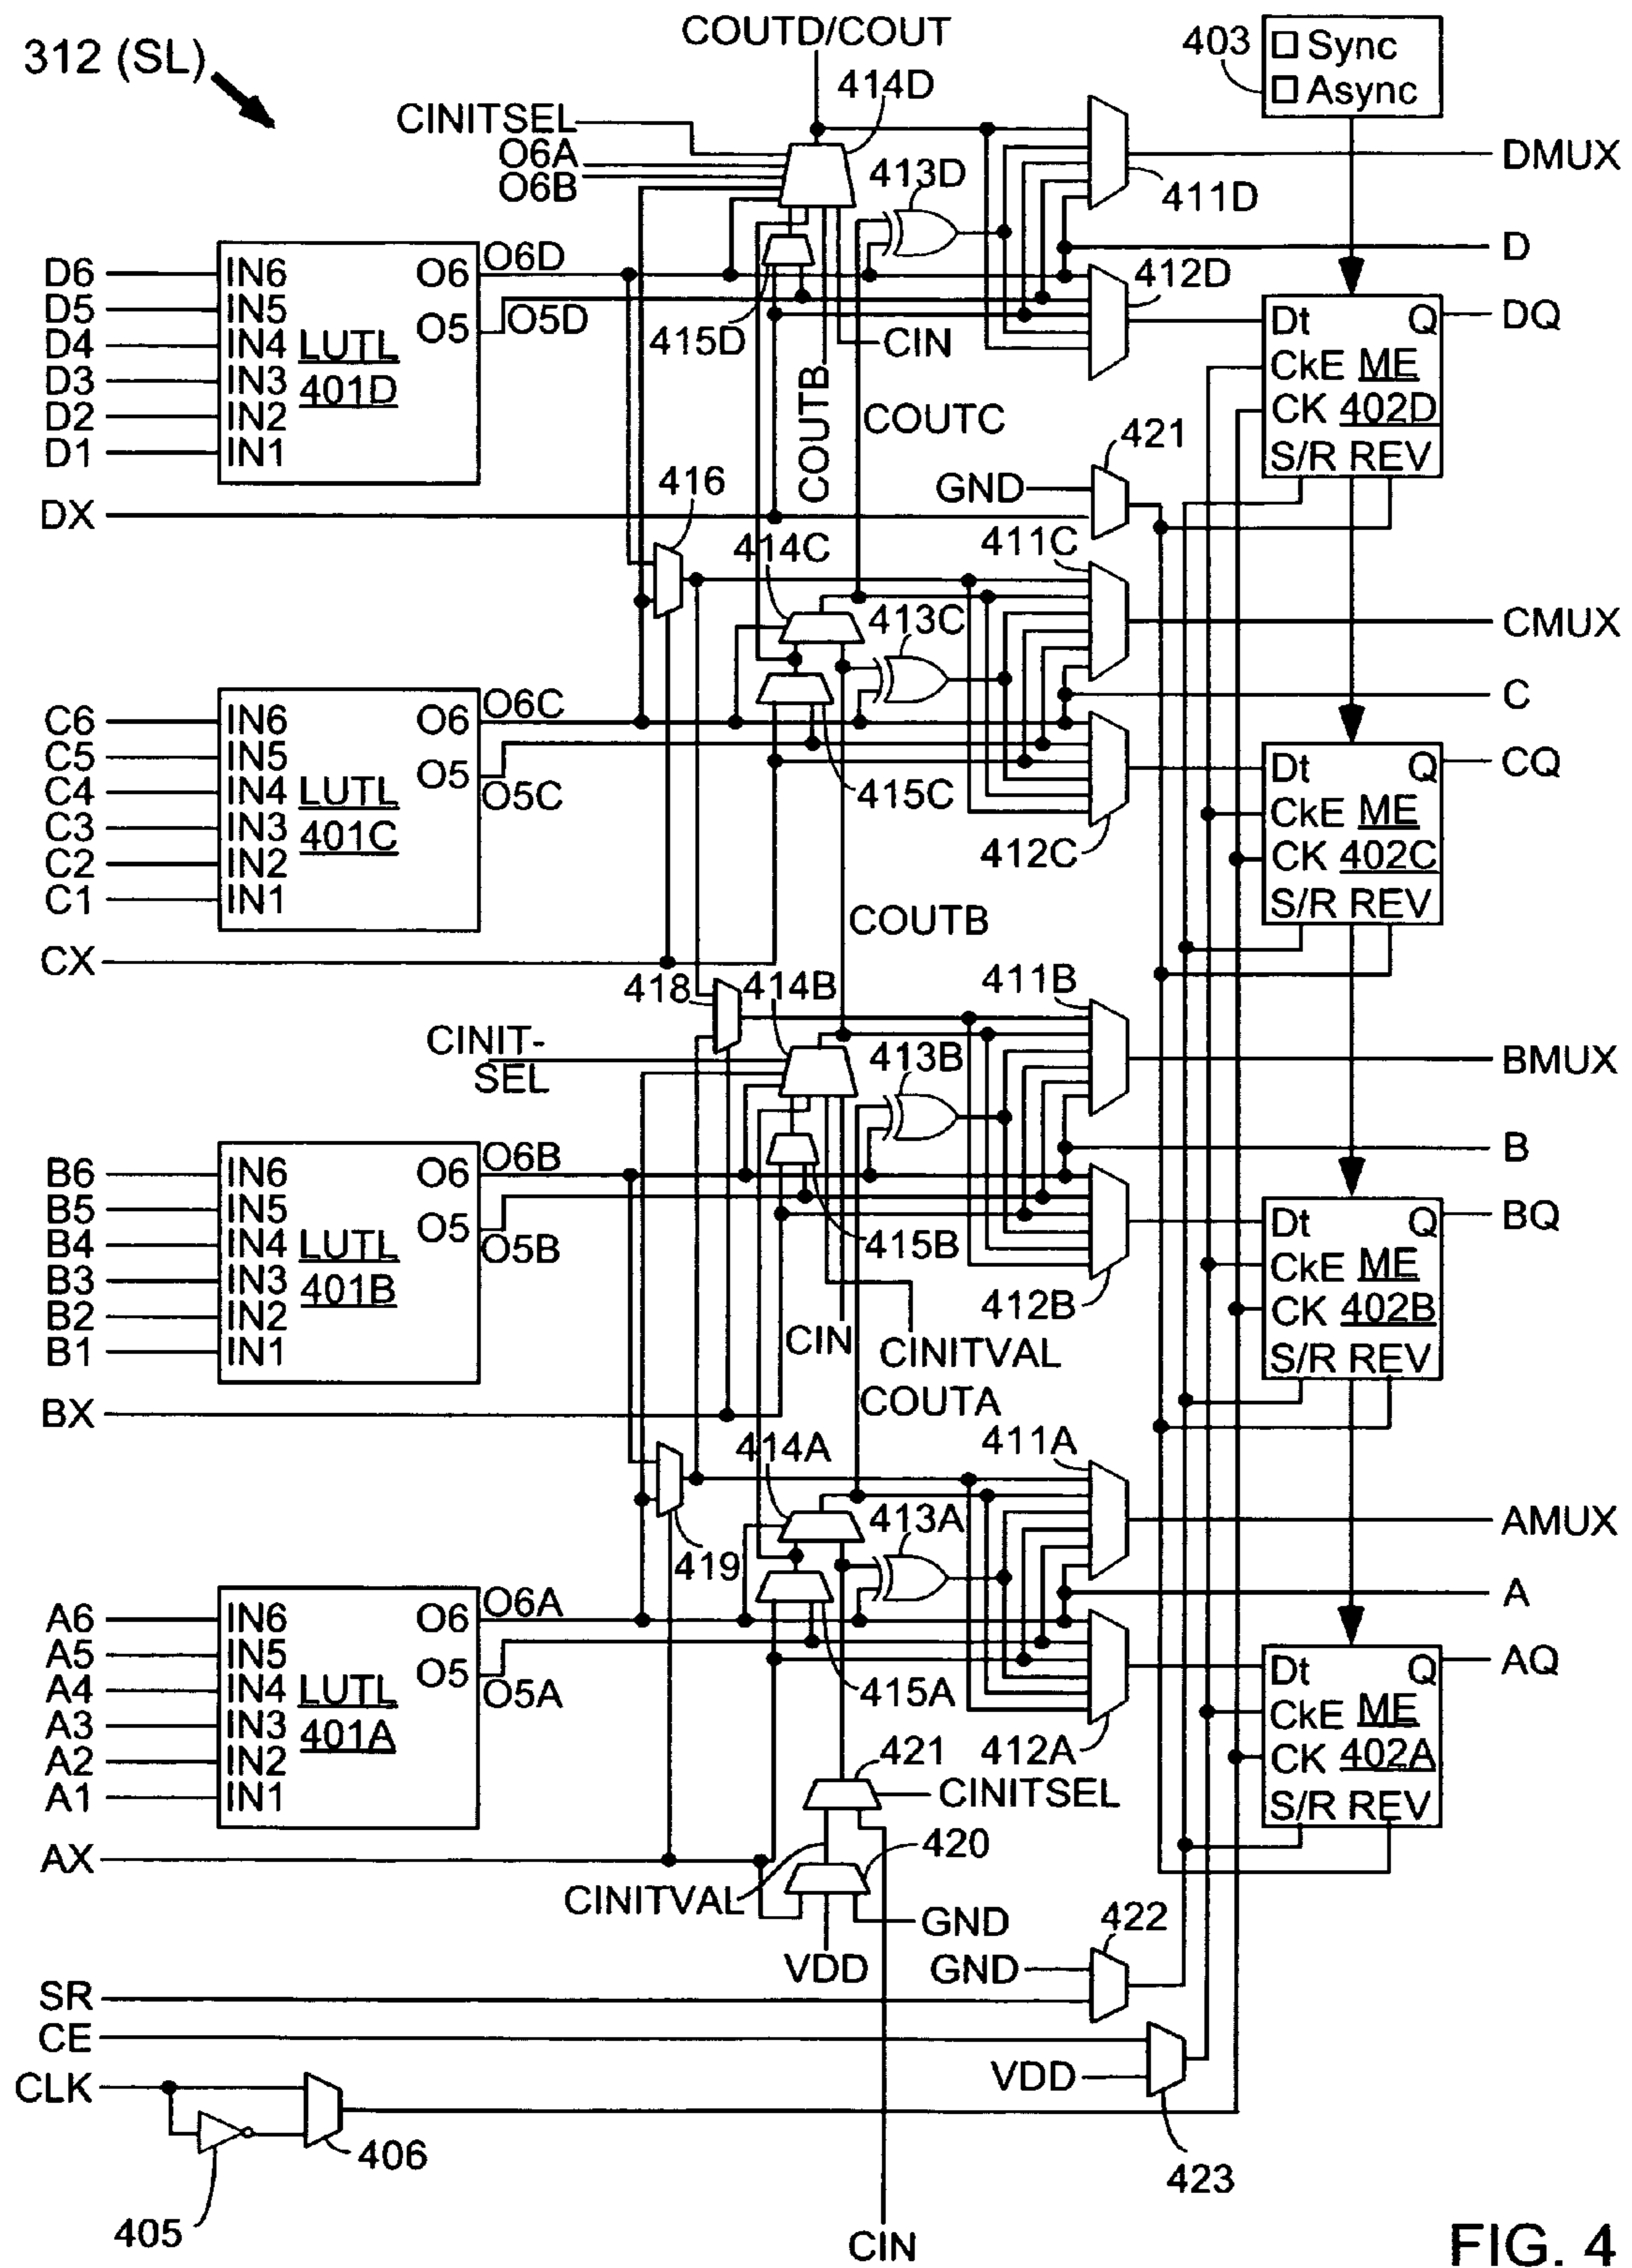 COUTD/COUT
312 (SL)
403
Sync
Async
414D
CINITSEL
O6A
O6B
413D
411D
DMUX
D
D6
D5
D4
D3
D2
D1
IN6
IN5
IN4
IN3
IN2
IN1
LUTL
401D
O6
O5
O6D
O5D
415D
CIN
COUTB
COUTC
412D
Dt
Q
CkE
ME
CK
402D
S/R
REV
DQ
DX
416
GND
421
414C
411C
413C
CMUX
C
C6
C5
C4
C3
C2
C1
IN6
IN5
IN4
IN3
IN2
IN1
LUTL
401C
O6
O5
O6C
O5C
415C
412C
Dt
Q
CkE
ME
CK
402C
S/R
REV
CQ
COUTB
CX
418
414B
411B
CINIT-
SEL
413B
BMUX
B
B6
B5
B4
B3
B2
B1
IN6
IN5
IN4
IN3
IN2
IN1
LUTL
401B
O6
O5
O6B
O5B
415B
412B
CIN
CINITVAL
Dt
Q
CkE
ME
CK
402B
S/R
REV
BQ
BX
COUTA
414A
411A
413A
419
AMUX
A
A6
A5
A4
A3
A2
A1
IN6
IN5
IN4
IN3
IN2
IN1
LUTL
401A
O6
O5
O6A
O5A
415A
412A
Dt
Q
CkE
ME
CK
402A
S/R
REV
AQ
421
CINITSEL
AX
420
CINITVAL
GND
VDD
422
GND
SR
CE
VDD
CLK
423
406
405
CIN
FIG. 4